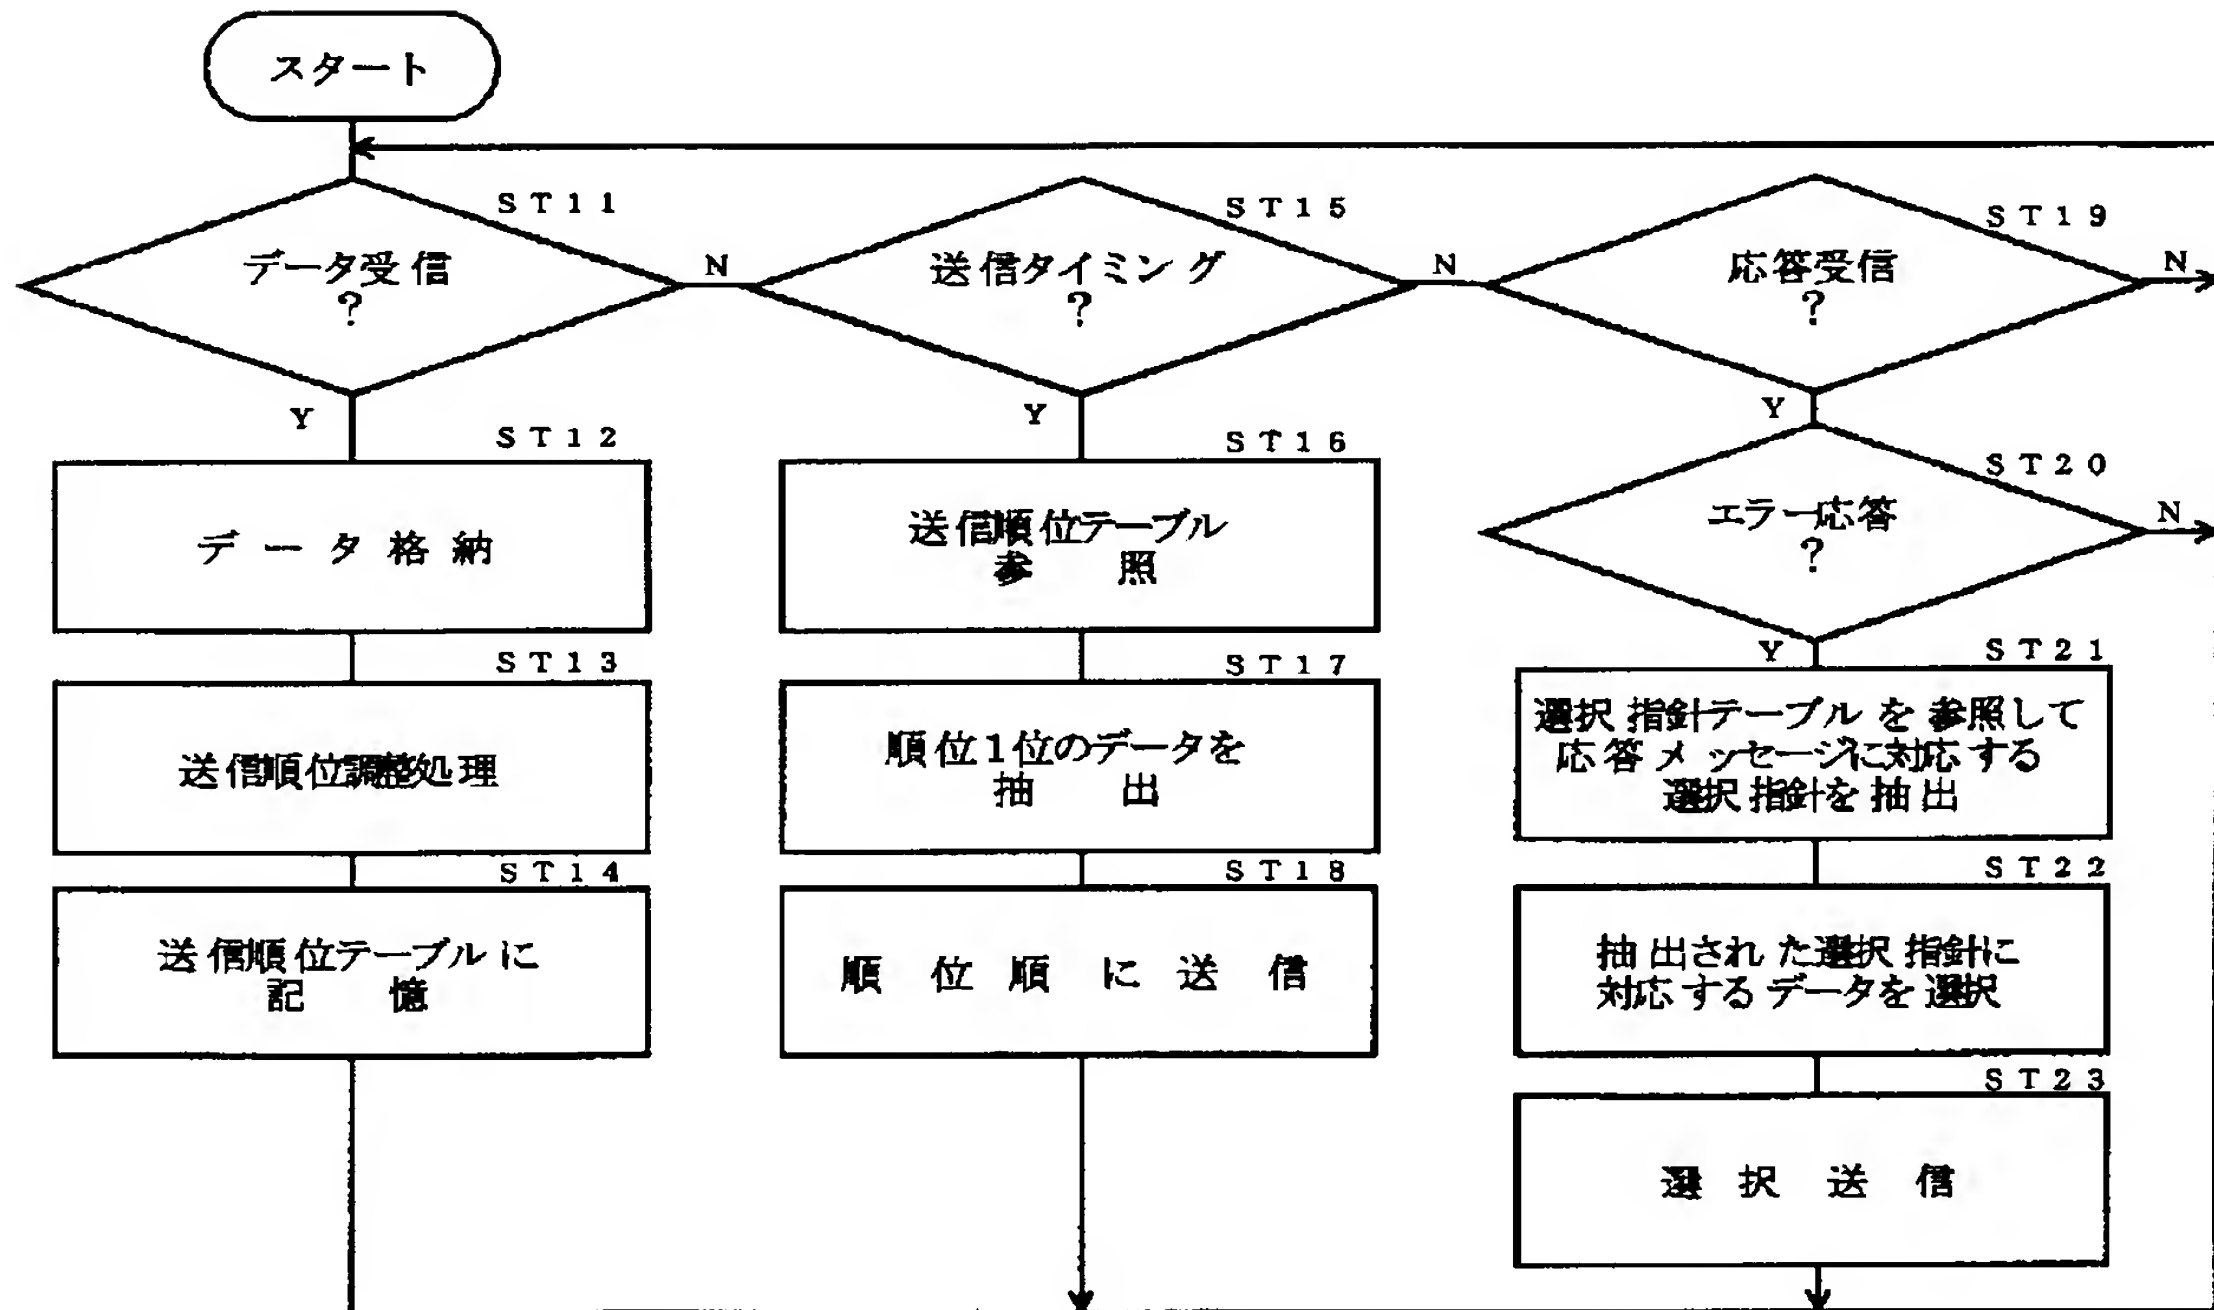 スタート
ST11
データ受信
?
N
Y
ST12
データ格納
ST13
送信順位調整処理
ST14
送信順位テーブルに
記憶
ST15
送信タイミング
?
N
Y
ST16
送信順位テーブル
参照
ST17
順位1位のデータを
抽出
ST18
順位順に送信
ST19
応答受信
?
N
Y
ST20
エラー応答
?
N
Y
ST21
選択指針テーブルを参照して
応答メッセージに対応する
選択指針を抽出
ST22
抽出された選択指針に
対応するデータを選択
ST23
選択送信